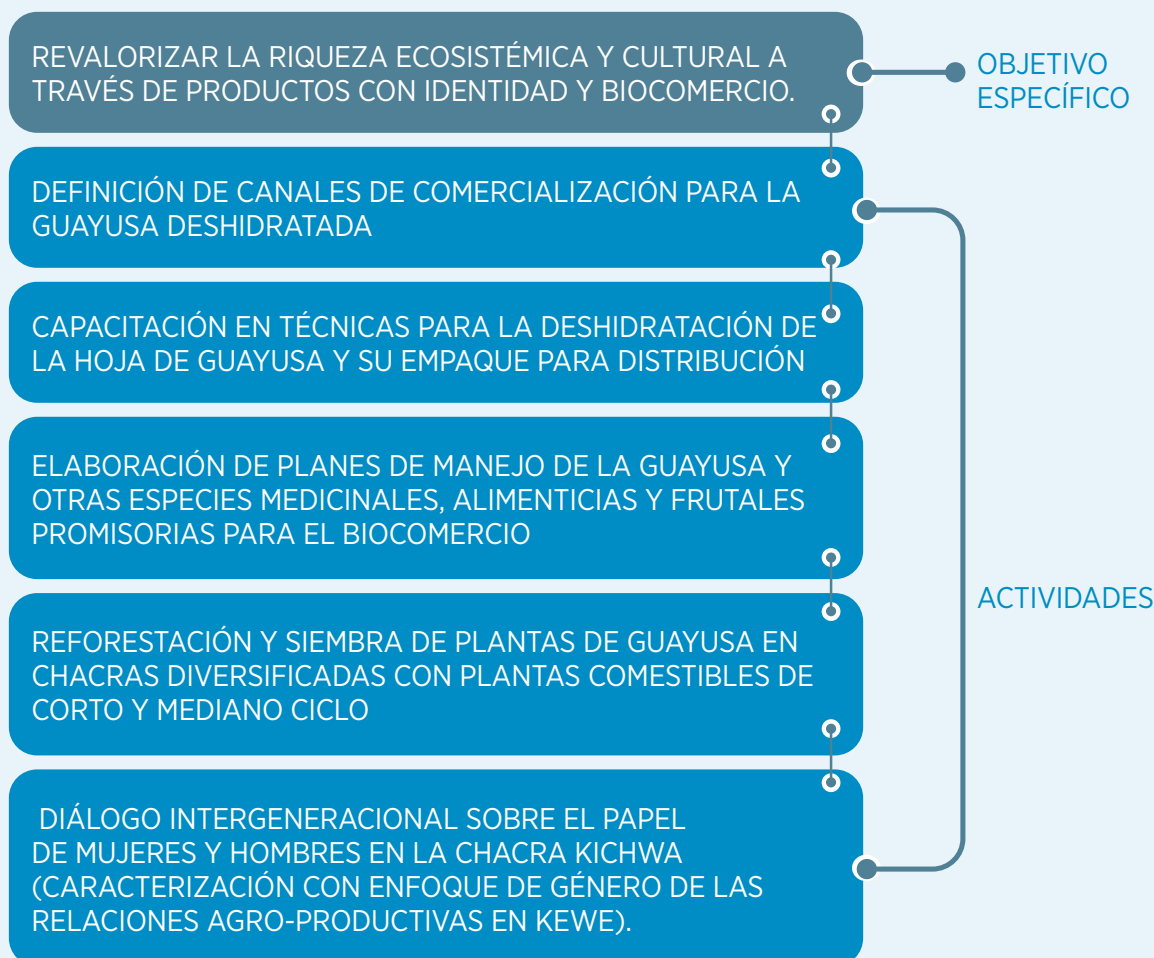 REVALORIZAR LA RIQUEZA ECOSISTÉMICA Y CULTURAL A
TRAVÉS DE PRODUCTOS CON IDENTIDAD Y BIOCOMERCIO.
OBJETIVO
ESPECÍFICO
DEFINICIÓN DE CANALES DE COMERCIALIZACIÓN PARA LA
GUAYUSA DESHIDRATADA
CAPACITACIÓN EN TÉCNICAS PARA LA DESHIDRATACIÓN DE
LA HOJA DE GUAYUSA Y SU EMPAQUE PARA DISTRIBUCIÓN
ELABORACIÓN DE PLANES DE MANEJO DE LA GUAYUSA Y
OTRAS ESPECIES MEDICINALES, ALIMENTICIAS Y FRUTALES
PROMISORIAS PARA EL BIOCOMERCIO
REFORESTACIÓN Y SIEMBRA DE PLANTAS DE GUAYUSA EN
CHACRAS DIVERSIFICADAS CON PLANTAS COMESTIBLES DE
CORTO Y MEDIANO CICLO
DIÁLOGO INTERGENERACIONAL SOBRE EL PAPEL
DE MUJERES Y HOMBRES EN LA CHACRA KICHWA
(CARACTERIZACIÓN CON ENFOQUE DE GÉNERO DE LAS
RELACIONES AGRO-PRODUCTIVAS EN KEWE).
ACTIVIDADES